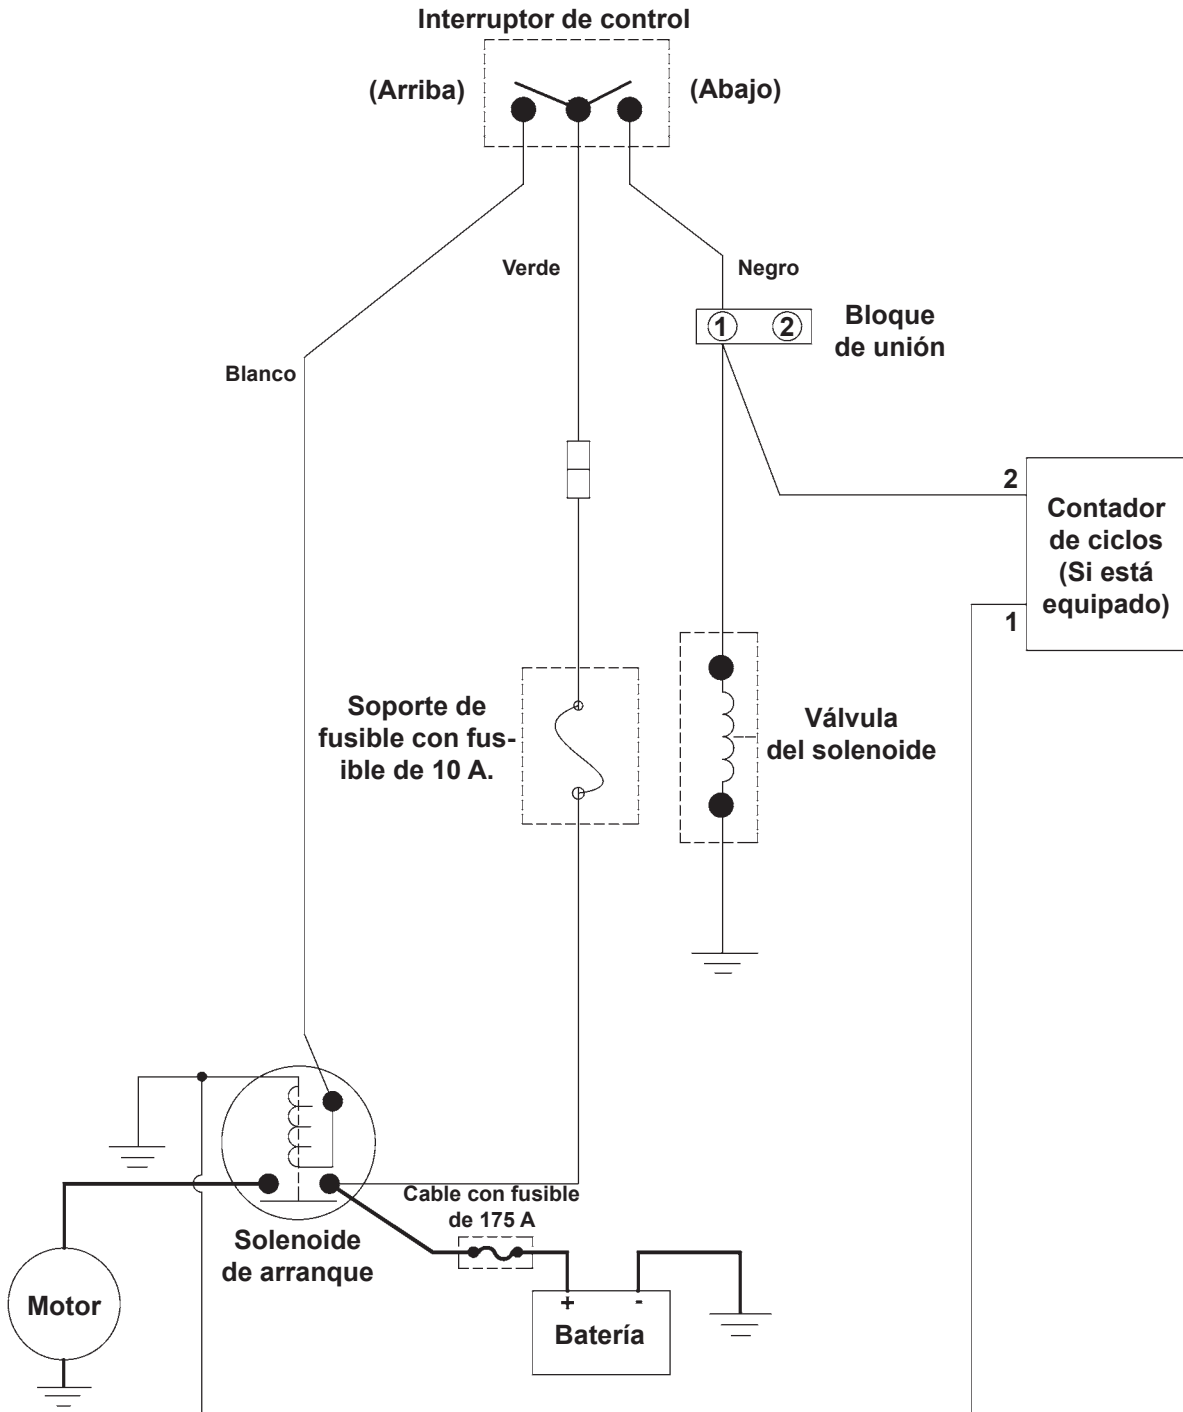 Interruptor de control
(Arriba)
(Abajo)
Verde
Negro
1 2
Bloque
de unión
Blanco
2
Contador
de ciclos
(Si está
equipado)
1
Soporte de
fusible con fus-
ible de 10 A.
Válvula
del solenoide
Cable con fusible
de 175 A
Solenoide
de arranque
Motor
+ -
Batería